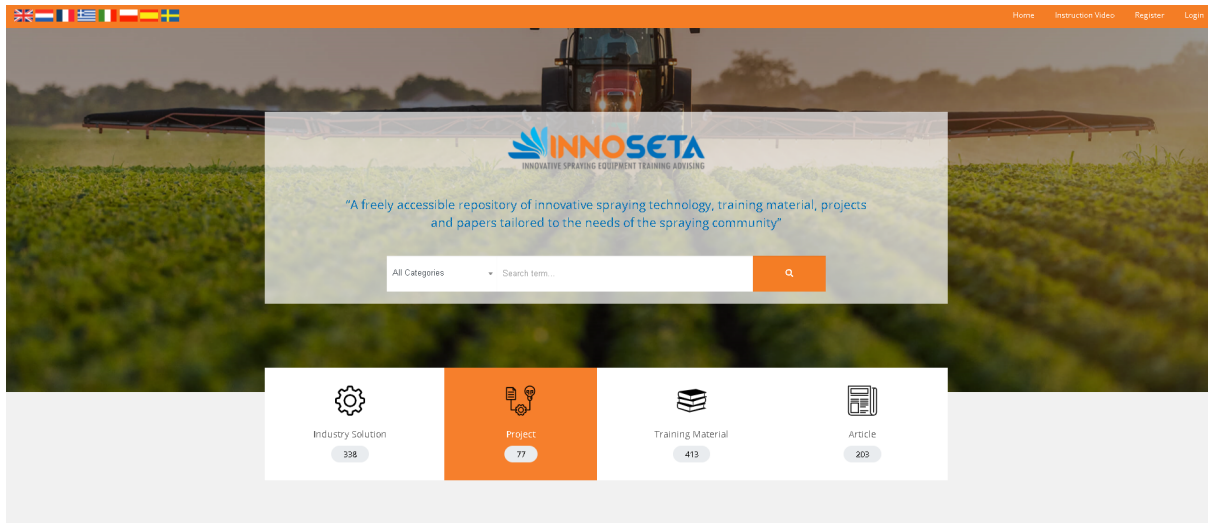 Home Instruction Video Register Login
INNOSETA
INNOVATIVE SPRAYING EQUIPMENT TRAINING ADVISING
“A freely accessible repository of innovative spraying technology, training material, projects
and papers tailored to the needs of the spraying community”
All Categories Search term...
Industry Solution Project Training Material Article
338 77 413 203